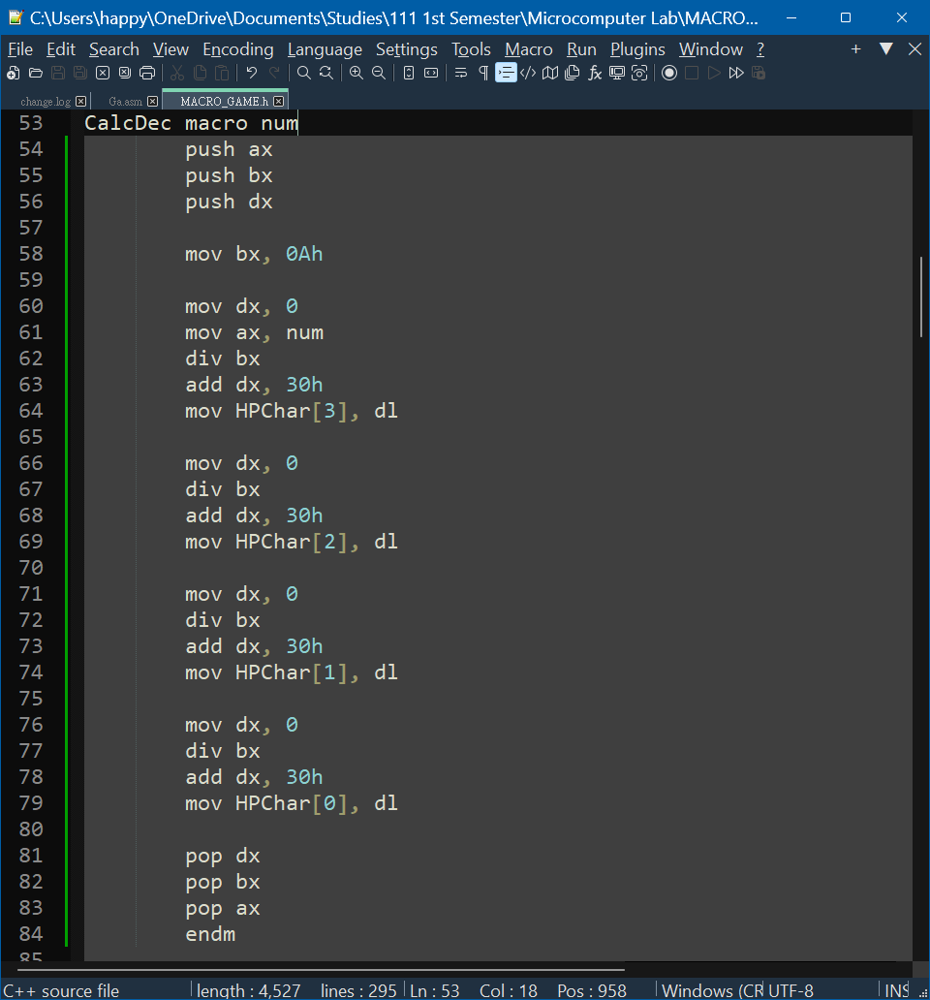 C:\Users\happy\OneDrive\Documents\Studies\111 1st Semester\Microcomputer Lab\MACRO...
File Edit Search View Encoding Language Settings Tools Macro Run Plugins Window ?
change.log Ga.asm MACRO_GAME.h
53 CalcDec macro num
54 push ax
55 push bx
56 push dx
57
58 mov bx, 0Ah
59
60 mov dx, 0
61 mov ax, num
62 div bx
63 add dx, 30h
64 mov HPChar[3], dl
65
66 mov dx, 0
67 div bx
68 add dx, 30h
69 mov HPChar[2], dl
70
71 mov dx, 0
72 div bx
73 add dx, 30h
74 mov HPChar[1], dl
75
76 mov dx, 0
77 div bx
78 add dx, 30h
79 mov HPChar[0], dl
80
81 pop dx
82 pop bx
83 pop ax
84 endm
85
C++ source file length : 4,527 lines : 295 Ln : 53 Col : 18 Pos : 958 Windows (CR UTF-8 INS